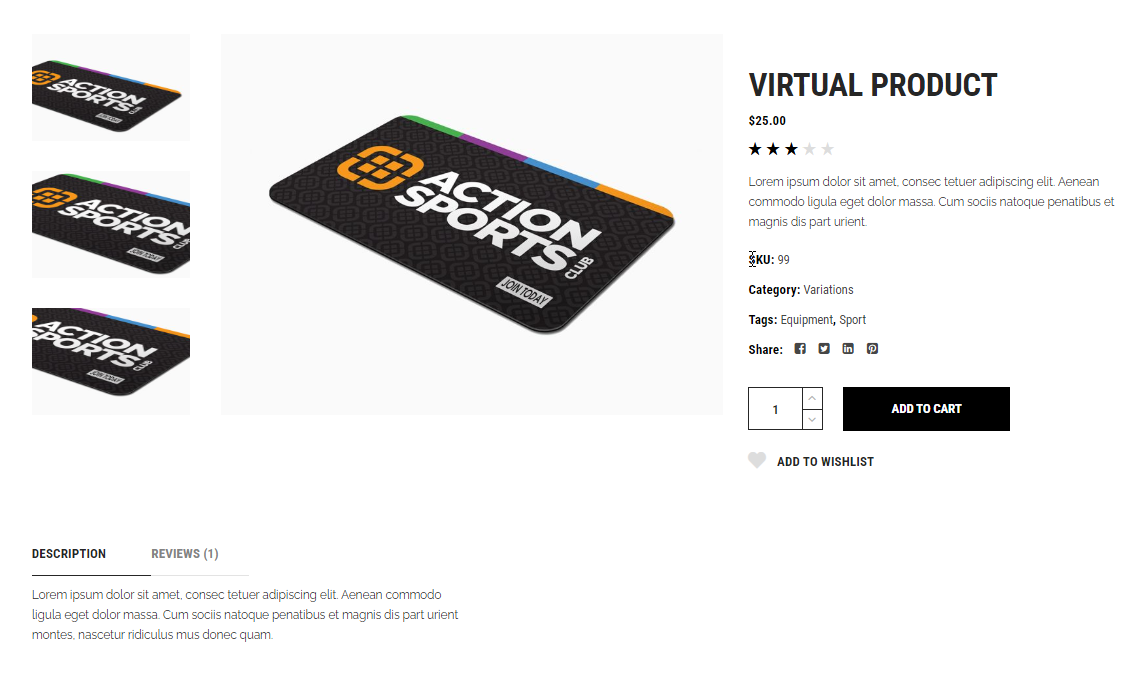 ACTION
SPORTS
CLUB
JOIN TODAY
ACTION
SPORTS
CLUB
JOIN TODAY
ACTION
SPORTS
CLUB
JOIN TODAY
ACTION
SPORTS
CLUB
JOIN TODAY
VIRTUAL PRODUCT
$25.00
Lorem ipsum dolor sit amet, consec tetuer adipiscing elit. Aenean
commodo ligula eget dolor massa. Cum sociis natoque penatibus et
magnis dis part urient.
SKU: 99
Category: Variations
Tags: Equipment, Sport
Share:
1
ADD TO CART
ADD TO WISHLIST
DESCRIPTION
REVIEWS (1)
Lorem ipsum dolor sit amet, consec tetuer adipiscing elit. Aenean commodo
ligula eget dolor massa. Cum sociis natoque penatibus et magnis dis part urient
montes, nascetur ridiculus mus donec quam.